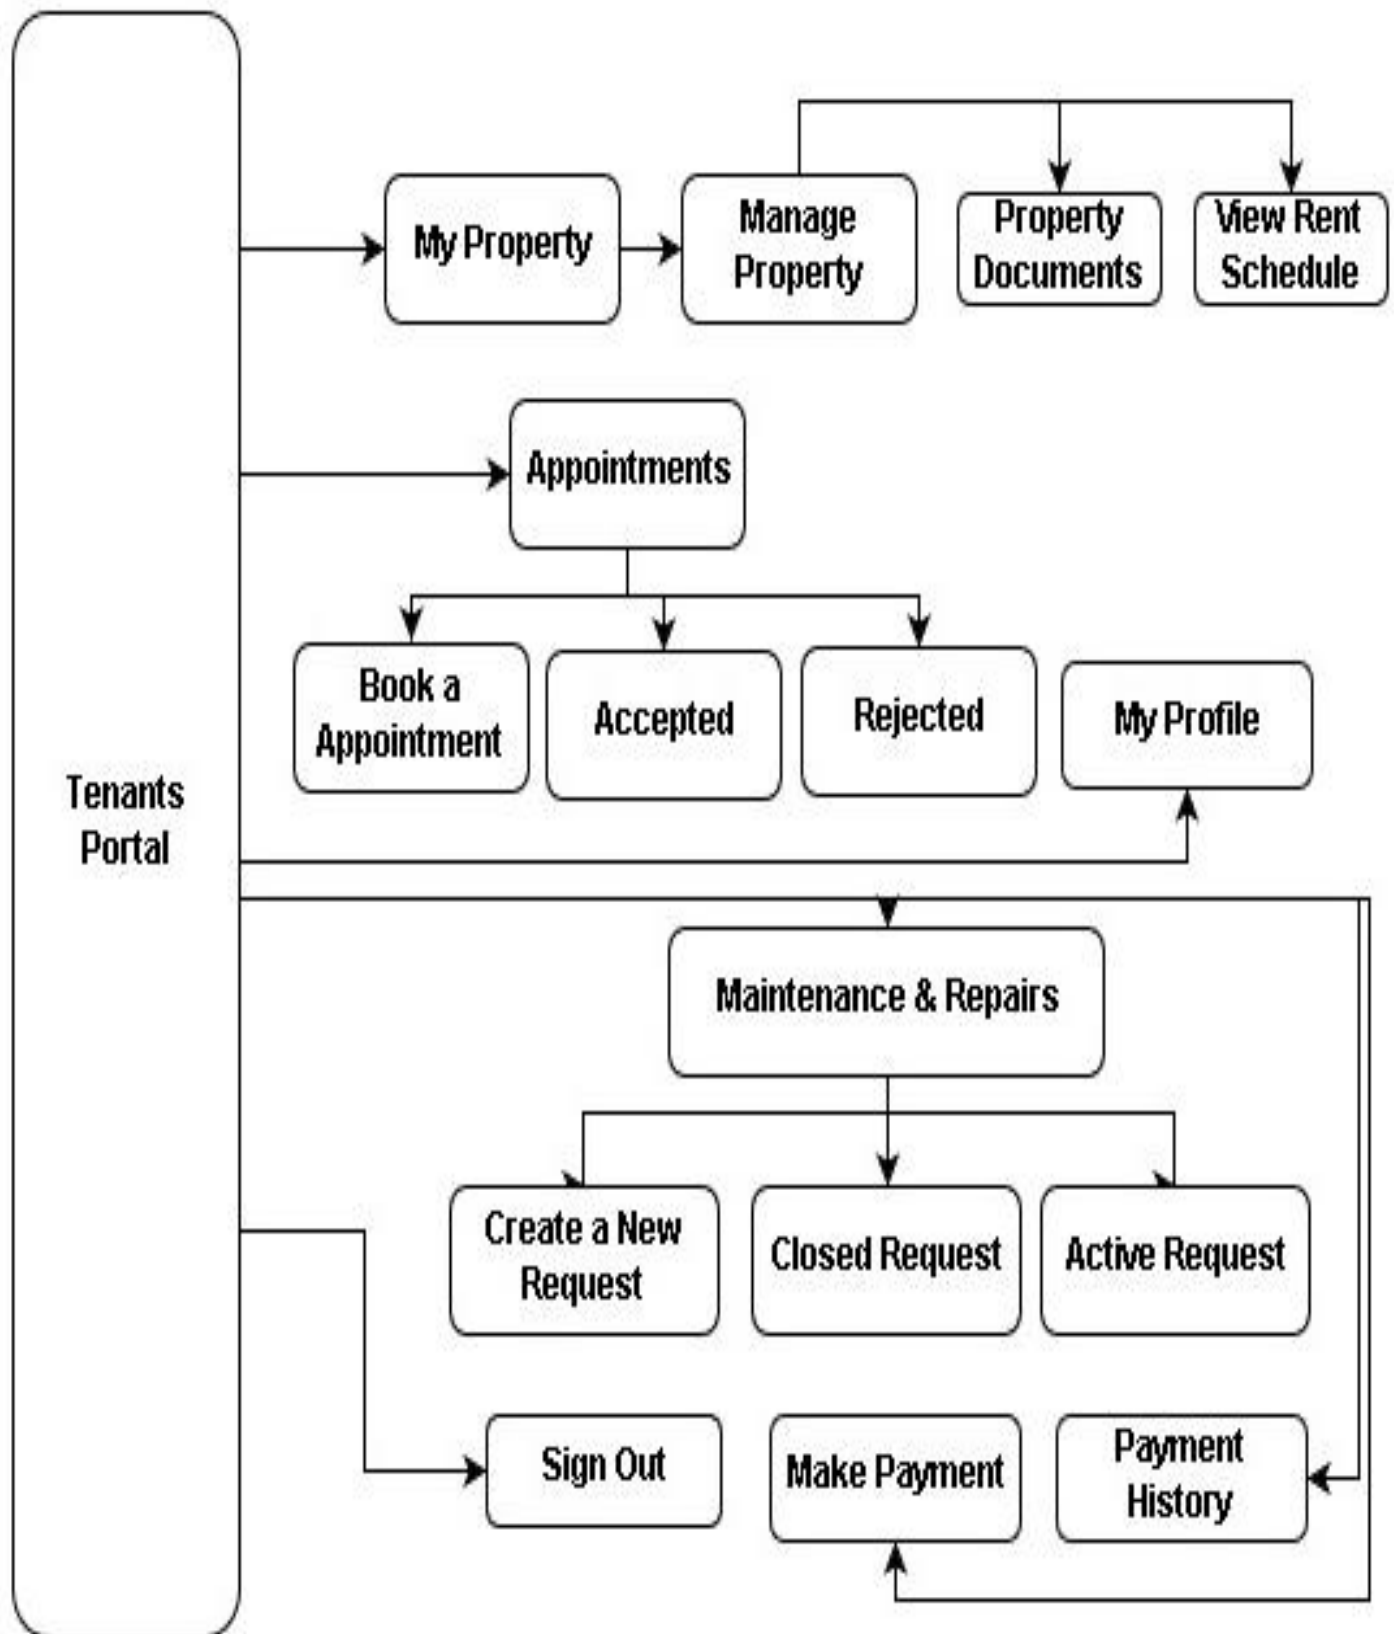 My Property
Manage
Property
Property
Documents
View Rent
Schedule
Appointments
Book a
Appointment
Accepted
Rejected
My Profile
Tenants
Portal
Maintenance & Repairs
Create a New
Request
Closed Request
Active Request
Sign Out
Make Payment
Payment
History